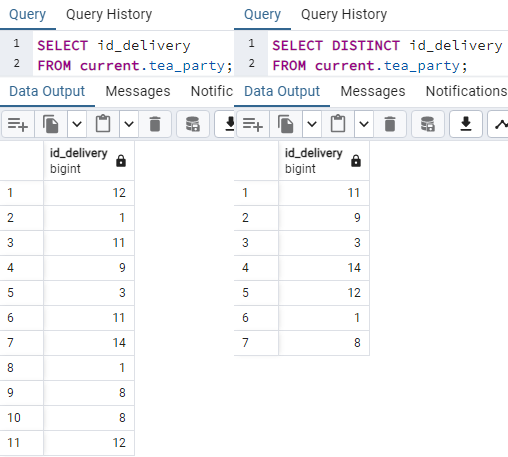 Query Query History
1 SELECT id_delivery
2 FROM current.tea_party;
Data Output Messages Notific
id_delivery
bigint
1 12
2 1
3 11
4 9
5 3
6 11
7 14
8 1
9 8
10 8
11 12
Query Query History
1 SELECT DISTINCT id_delivery
2 FROM current.tea_party;
Data Output Messages Notifications
id_delivery
bigint
1 11
2 9
3 3
4 14
5 12
6 1
7 8